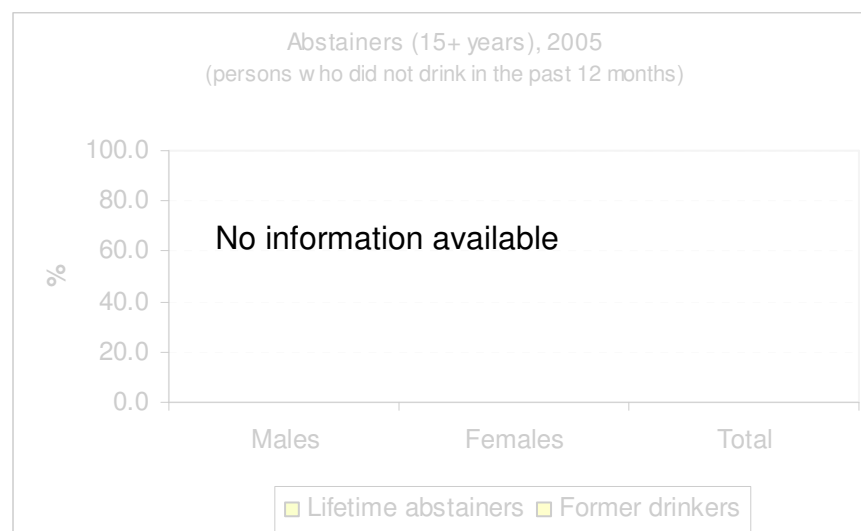 Abstainers (15+ years), 2005
(persons who did not drink in the past 12 months)
100.0
80.0
No information available
60.0
%
40.0
20.0
0.0
Males Females Total
Lifetime abstainers Former drinkers